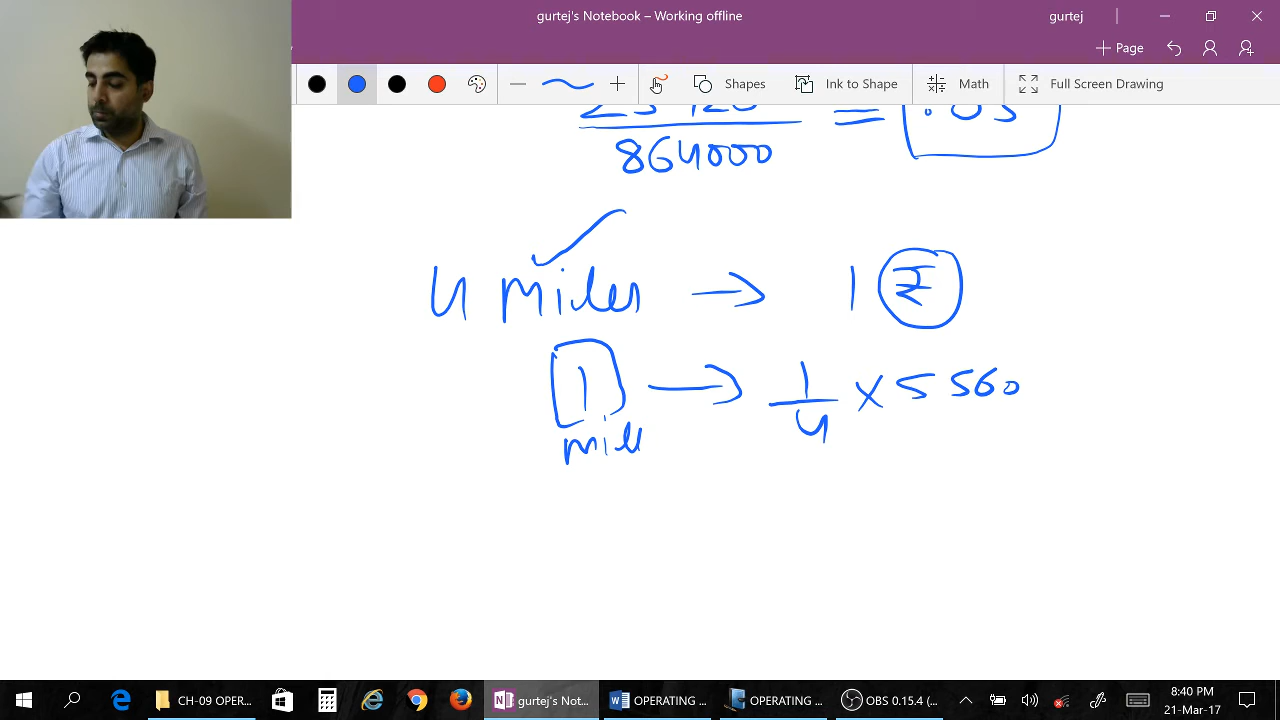 gurtej's Notebook – Working offline
gurtej
Page
Shapes
Ink to Shape
Math
Full Screen Drawing
864000
= .03
4 miles → 1 ₹
1 → 1/4 × 5560
mile
CH-09 OPER...
gurtej's Not...
OPERATING ...
OPERATING ...
OBS 0.15.4 (...
8:40 PM
21-Mar-17